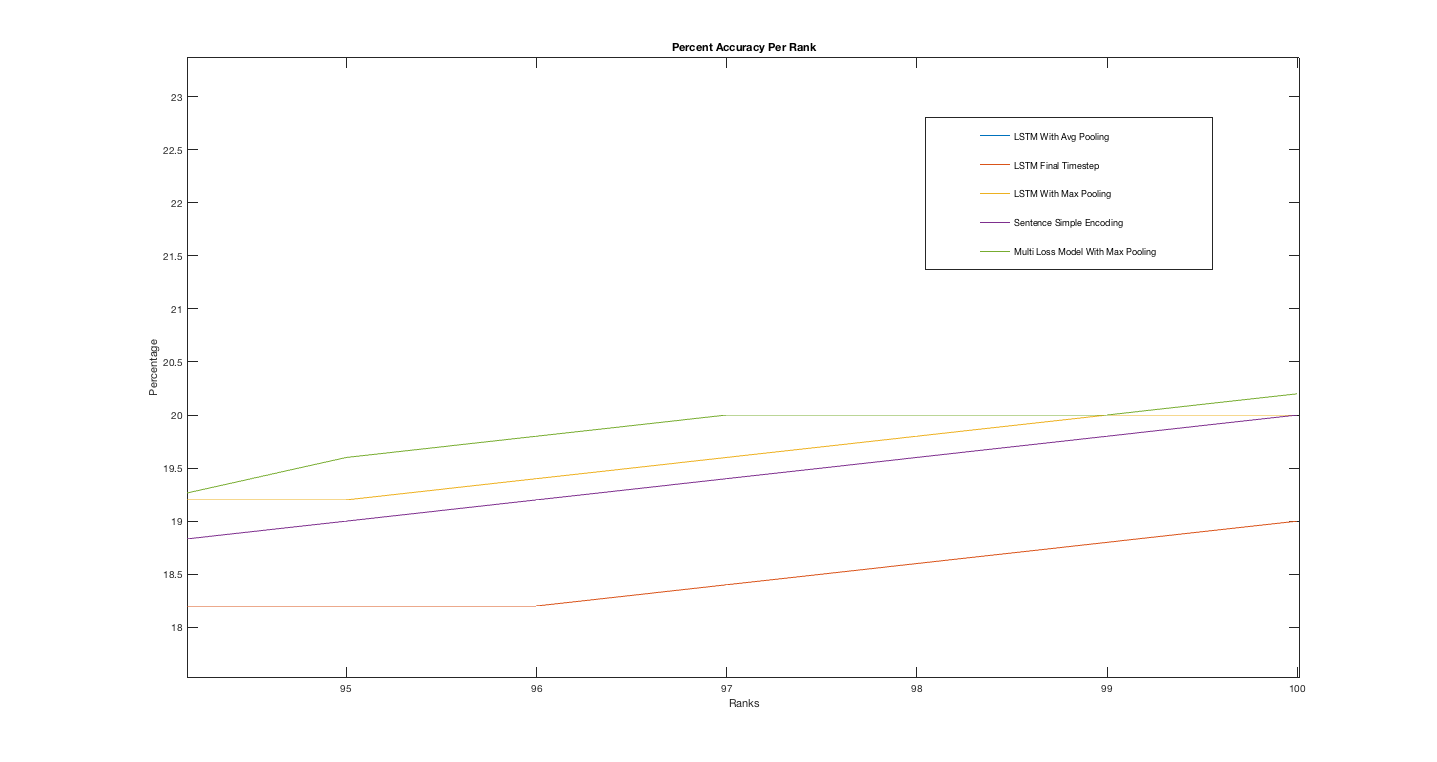 Percent Accuracy Per Rank
23
22.5
22
21.5
21
20.5
20
19.5
19
18.5
18
Percentage
LSTM With Avg Pooling
LSTM Final Timestep
LSTM With Max Pooling
Sentence Simple Encoding
Multi Loss Model With Max Pooling
95 96 97 98 99 100
Ranks